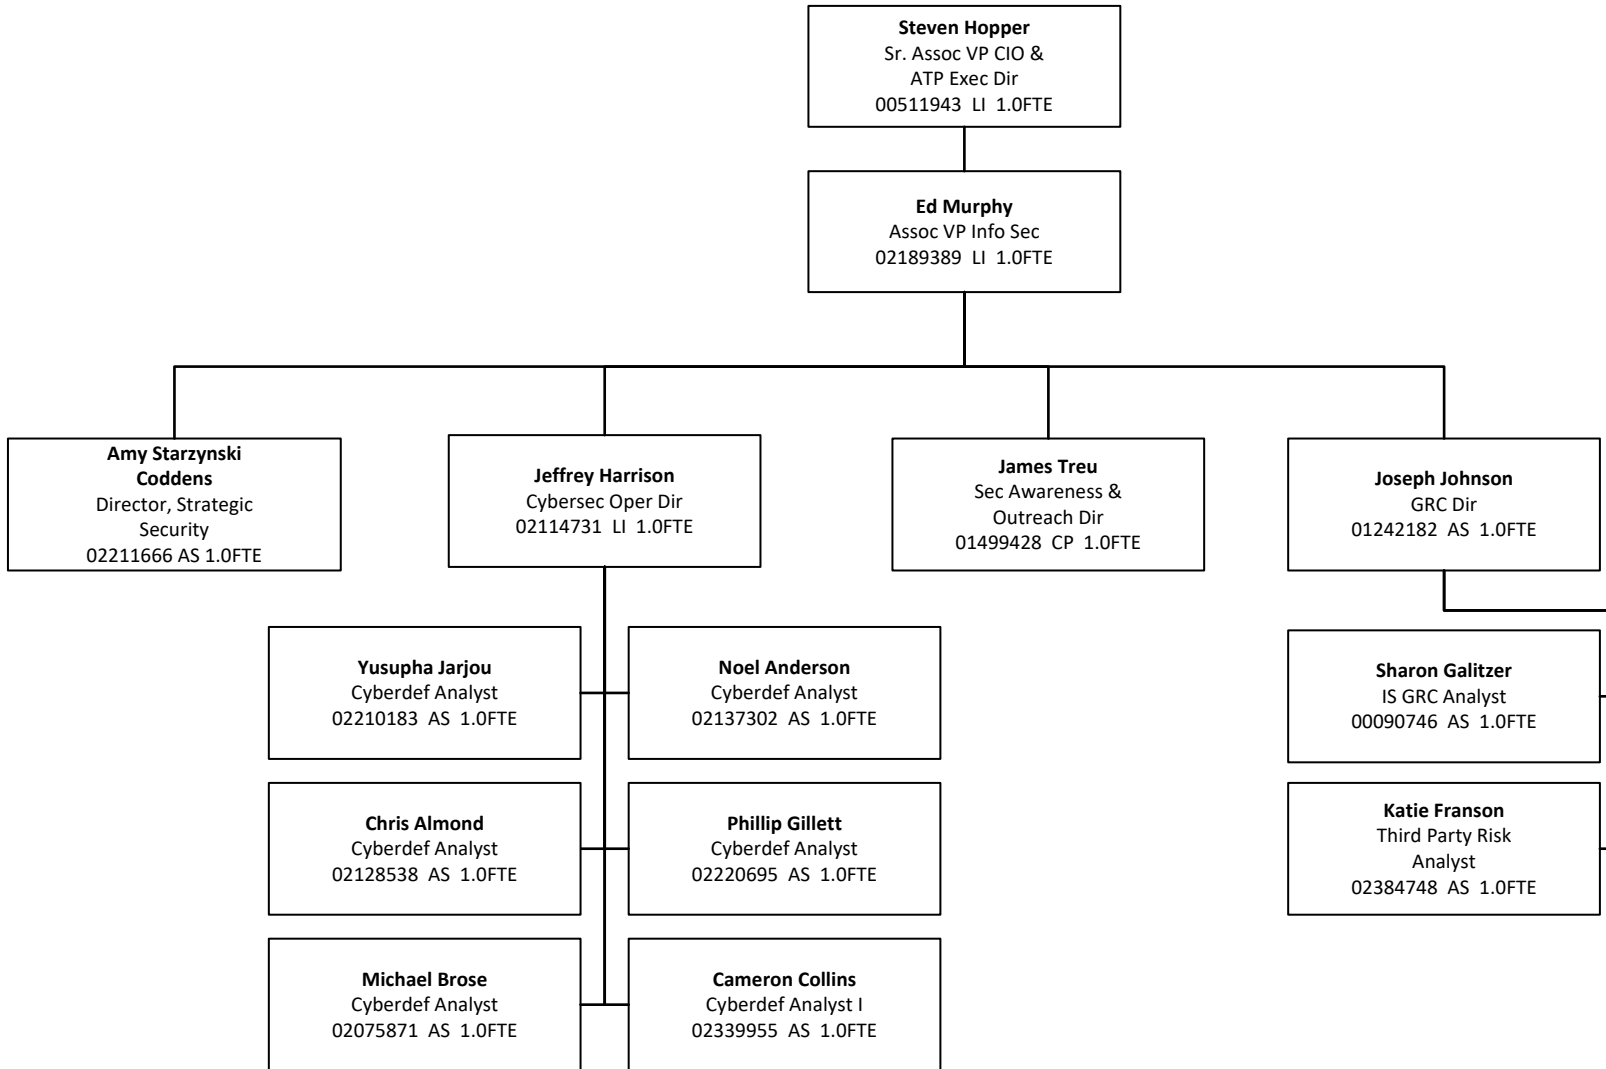 Steven Hopper
Sr. Assoc VP CIO &
ATP Exec Dir
00511943 LI 1.0FTE
Ed Murphy
Assoc VP Info Sec
02189389 LI 1.0FTE
Amy Starzynski
Coddens
Director, Strategic
Security
02211666 AS 1.0FTE
Jeffrey Harrison
Cybersec Oper Dir
02114731 LI 1.0FTE
James Treu
Sec Awareness &
Outreach Dir
01499428 CP 1.0FTE
Joseph Johnson
GRC Dir
01242182 AS 1.0FTE
Yusupha Jarjou
Cyberdef Analyst
02210183 AS 1.0FTE
Noel Anderson
Cyberdef Analyst
02137302 AS 1.0FTE
Sharon Galitzer
IS GRC Analyst
00090746 AS 1.0FTE
Chris Almond
Cyberdef Analyst
02128538 AS 1.0FTE
Phillip Gillett
Cyberdef Analyst
02220695 AS 1.0FTE
Katie Franson
Third Party Risk
Analyst
02384748 AS 1.0FTE
Michael Brose
Cyberdef Analyst
02075871 AS 1.0FTE
Cameron Collins
Cyberdef Analyst I
02339955 AS 1.0FTE